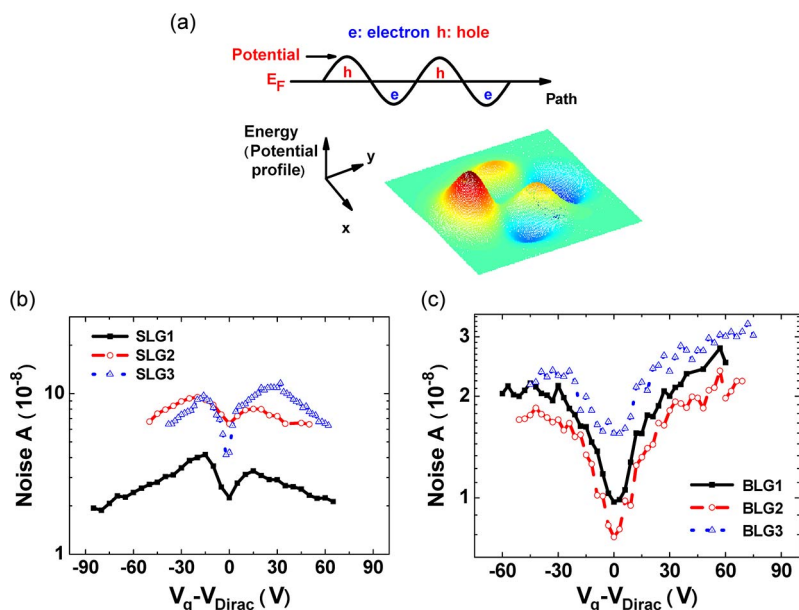 (a)
e: electron h: hole
Potential
h
h
E_F
e
e
Path
Energy
(Potential
profile)
y
x
(b)
SLG1
SLG2
SLG3
Noise A (10^-8)
10
1
-90 -60 -30 0 30 60 90
V_g-V_Dirac (V)
(c)
Noise A (10^-8)
3
2
1
BLG1
BLG2
BLG3
-60 -30 0 30 60 90
V_g-V_Dirac (V)